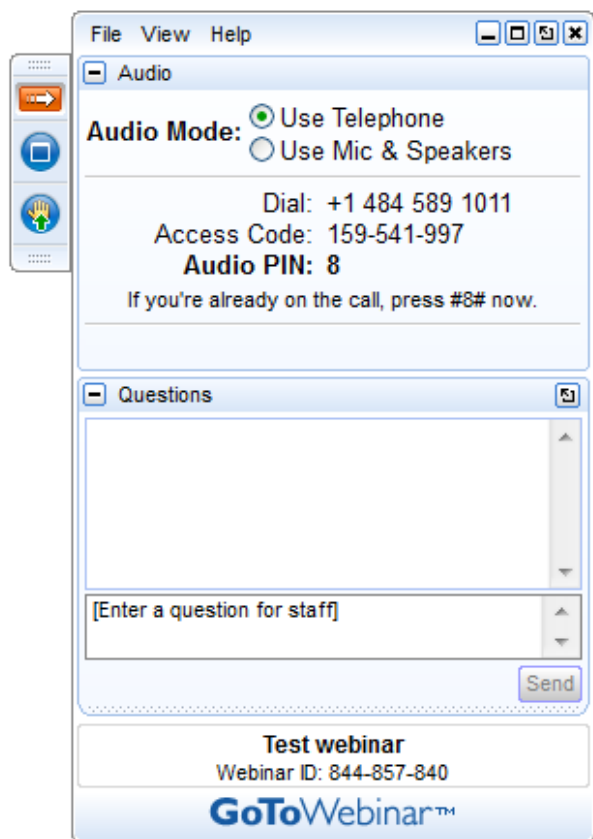 File View Help
Audio
Audio Mode: Use Telephone
Use Mic & Speakers
Dial: +1 484 589 1011
Access Code: 159-541-997
Audio PIN: 8
If you're already on the call, press #8# now.
Questions
[Enter a question for staff]
Send
Test webinar
Webinar ID: 844-857-840
GoToWebinar™